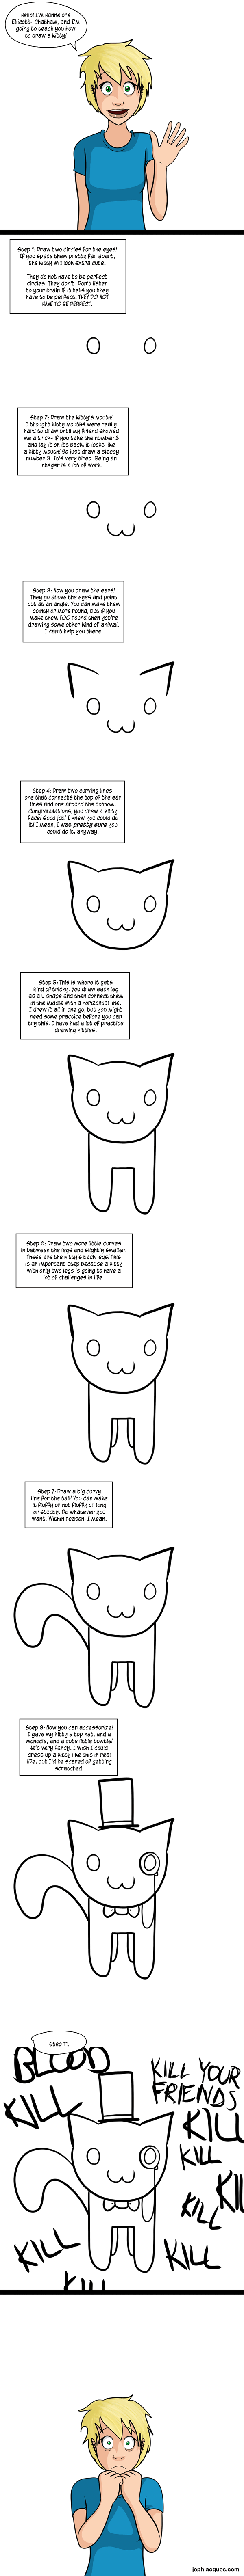 Hello! I'm Hannelore
Ellicott-Chatham, and I'm
going to teach you how
to draw a kitty!
Step 1: Draw two circles for the eyes!
If you space them pretty far apart,
the kitty will look extra cute.
They do not have to be perfect
circles. They don't. Don't listen
to your brain if it tells you they
have to be perfect. THEY DO NOT
HAVE TO BE PERFECT.
Step 2: Draw the kitty's mouth!
I thought kitty mouths were really
hard to draw until my friend showed
me a trick- if you take the number 3
and lay it on its back, it looks like
a kitty mouth! So just draw a sleepy
number 3. It's very tired. Being an
integer is a lot of work.
Step 3: Now you draw the ears!
They go above the eyes and point
out at an angle. You can make them
pointy or more round, but if you
make them TOO round then you're
drawing some other kind of animal.
I can't help you there.
Step 4: Draw two curving lines,
one that connects the top of the ear
lines and one around the bottom.
Congratulations, you drew a kitty
face! Good job! I knew you could do
it! I mean, I was pretty sure you
could do it, anyway.
Step 5: This is where it gets
kind of tricky. You draw each leg
as a U shape and then connect them
in the middle with a horizontal line.
I drew it all in one go, but you might
need some practice before you can
try this. I have had a lot of practice
drawing kitties.
Step 6: Draw two more little curves
in between the legs and slightly smaller.
These are the kitty's back legs! This
is an important step because a kitty
with only two legs is going to have a
lot of challenges in life.
Step 7: Draw a big curvy
line for the tail! You can make
it fluffy or not fluffy or long
or stubby. Do whatever you
want. Within reason, I mean.
Step 8: Now you can accessorize!
I gave my kitty a top hat, and a
monocle, and a cute little bowtie!
He's very fancy. I wish I could
dress up a kitty like this in real
life, but I'd be scared of getting
scratched.
Step 11:
BLOOD
KILL YOUR
FRIENDS
KILL
KILL
KILL
KILL
KILL
KILL
KILL
KILL
jephjacques.com